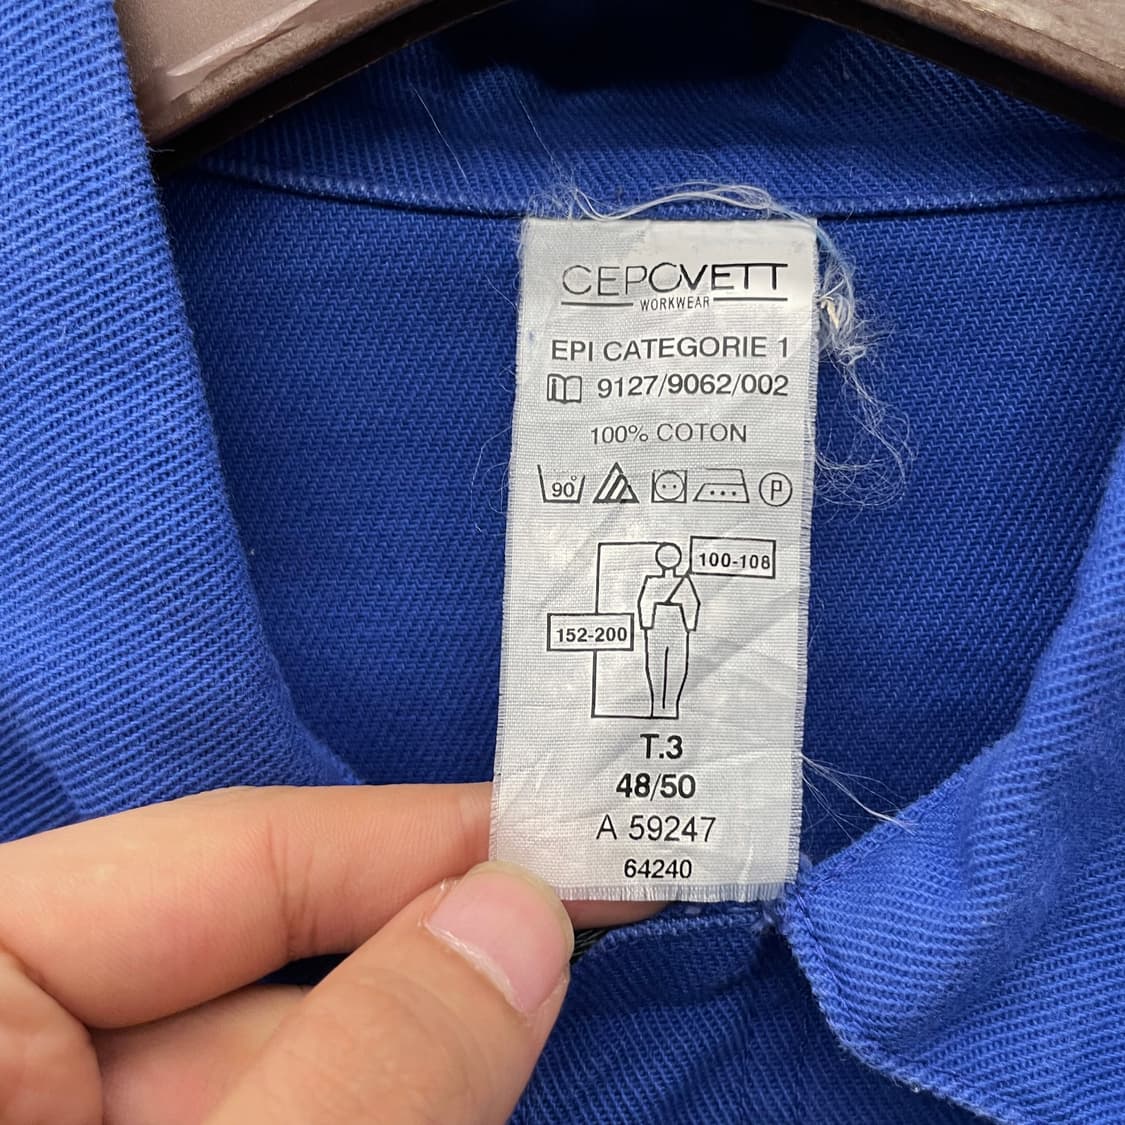 CEPOVETT
WORKWEAR
EPI CATEGORIE 1
i 9127/9062/002
100% COTON
90° P
100-108
152-200
T.3
48/50
A 59247
64240